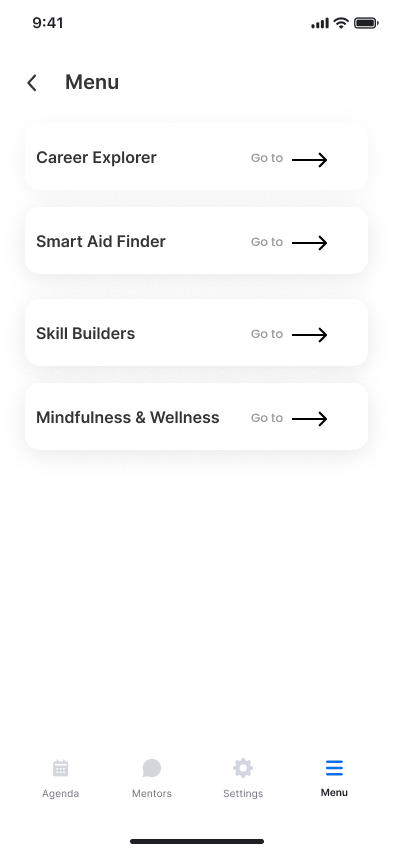 9:41
Menu
Career Explorer Go to
Smart Aid Finder Go to
Skill Builders Go to
Mindfulness & Wellness Go to
Agenda Mentors Settings Menu